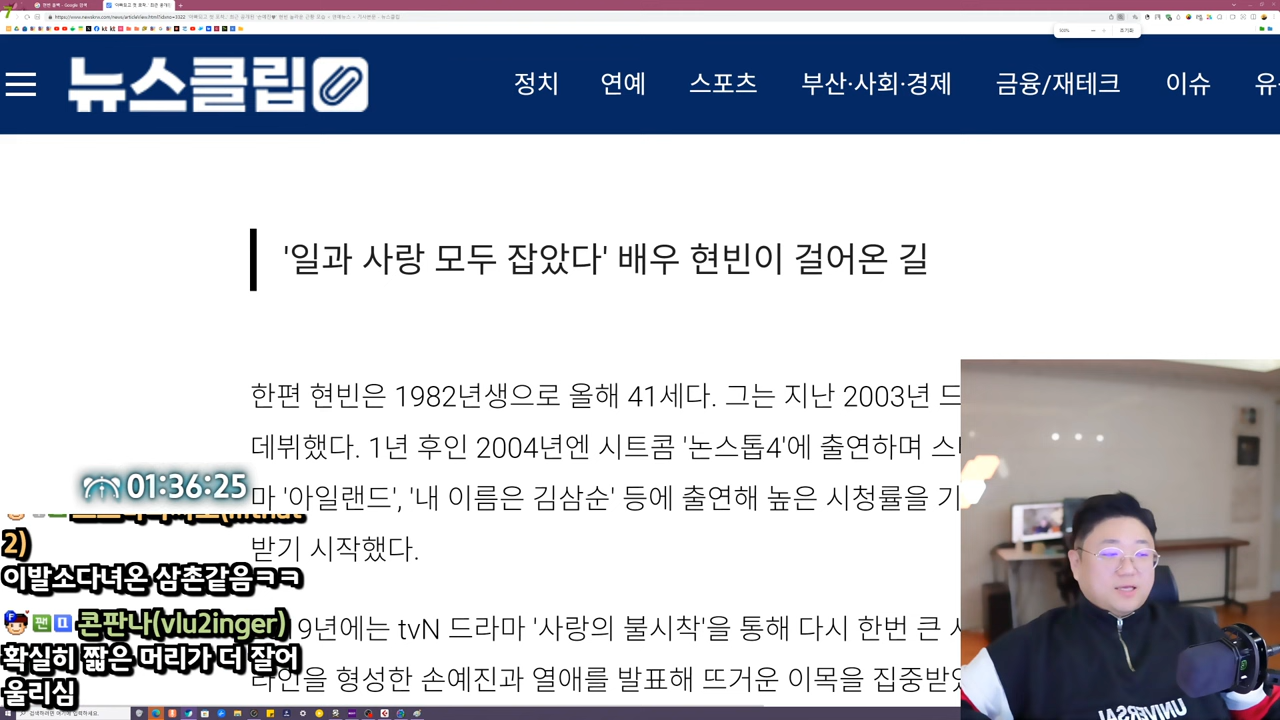 뉴스클립
정치 연예 스포츠 부산·사회·경제 금융/재테크 이슈
'일과 사랑 모두 잡았다' 배우 현빈이 걸어온 길
한편 현빈은 1982년생으로 올해 41세다. 그는 지난 2003년 드
데뷔했다. 1년 후인 2004년엔 시트콤 '논스톱4'에 출연하며 스
마 '아일랜드', '내 이름은 김삼순' 등에 출연해 높은 시청률을 기
받기 시작했다.
9년에는 tvN 드라마 '사랑의 불시착'을 통해 다시 한번 큰
라인을 형성한 손예진과 열애를 발표해 뜨거운 이목을 집중받
01:36:25
2)
이발소다녀온 삼촌같음ㅋㅋ
콘판나(vlu2inger)
확실히 짧은 머리가 더 잘어
울리심
UNIVERSAL